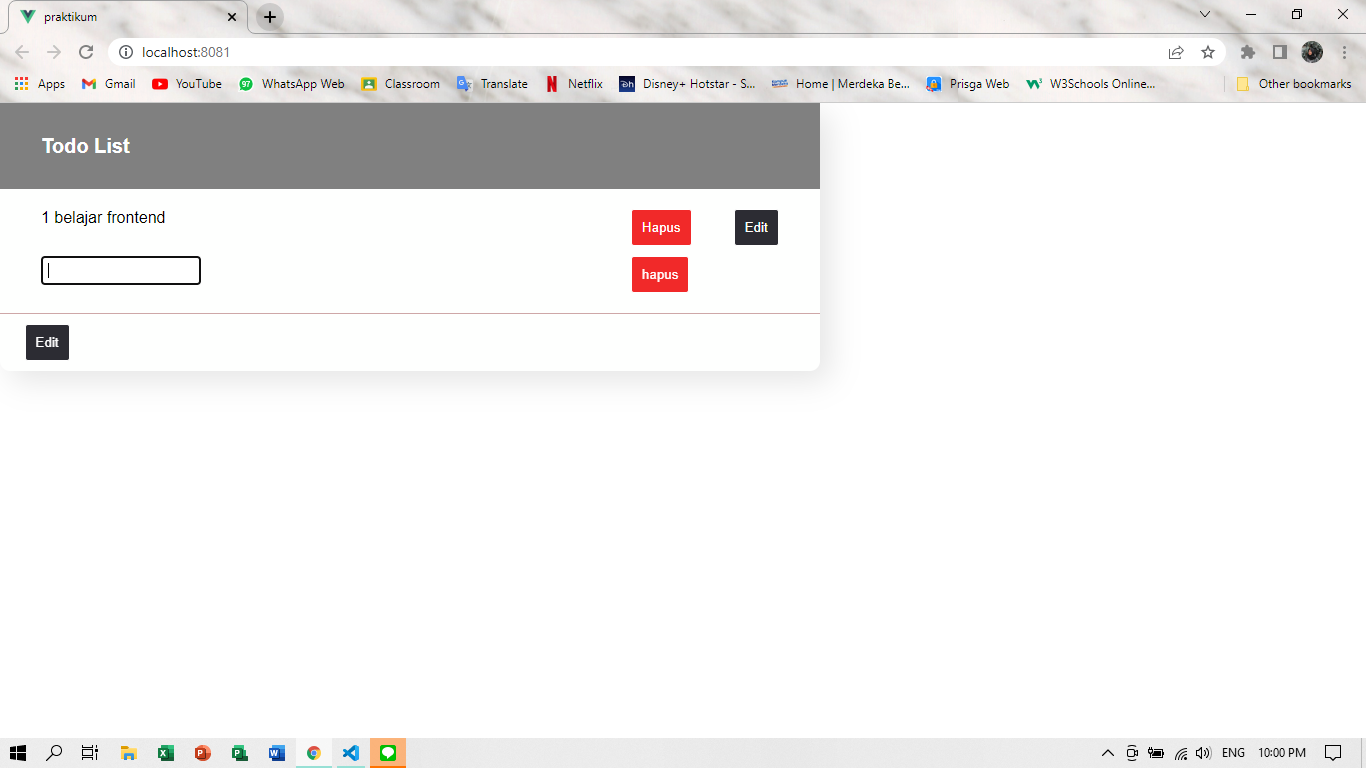 praktikum
localhost:8081
Apps Gmail YouTube 97 WhatsApp Web Classroom Translate Netflix Disney+ Hotstar - S... Home | Merdeka Be... Prisga Web W3Schools Online... Other bookmarks
Todo List
1 belajar frontend Hapus Edit
hapus
Edit
ENG 10:00 PM